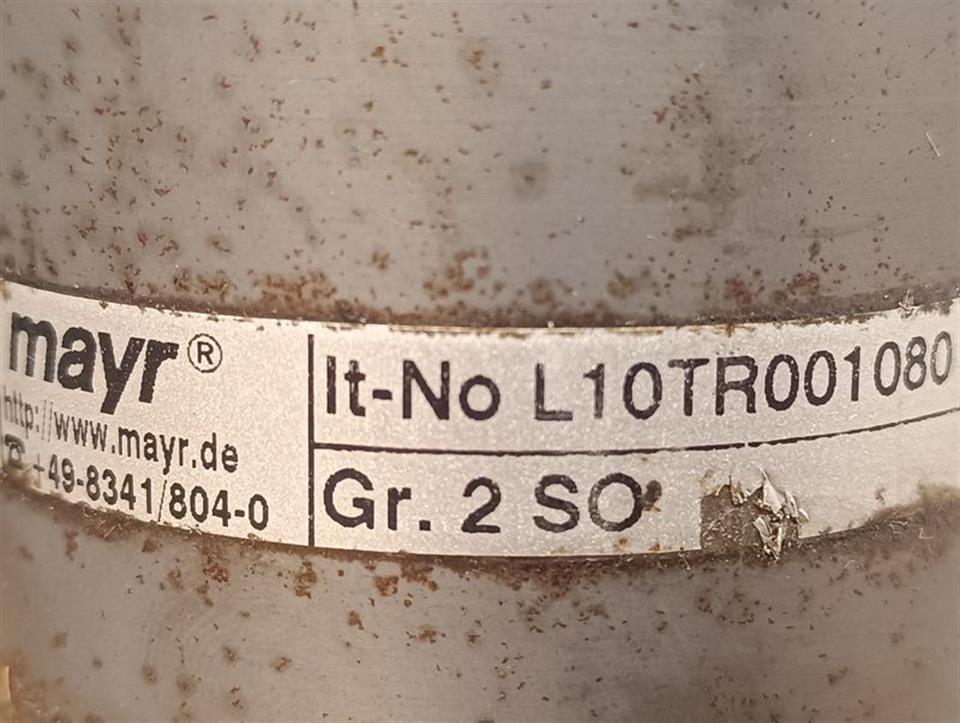 mayr®
http://www.mayr.de
☎ +49-8341/804-0
It-No L10TR001080
Gr. 2 SO